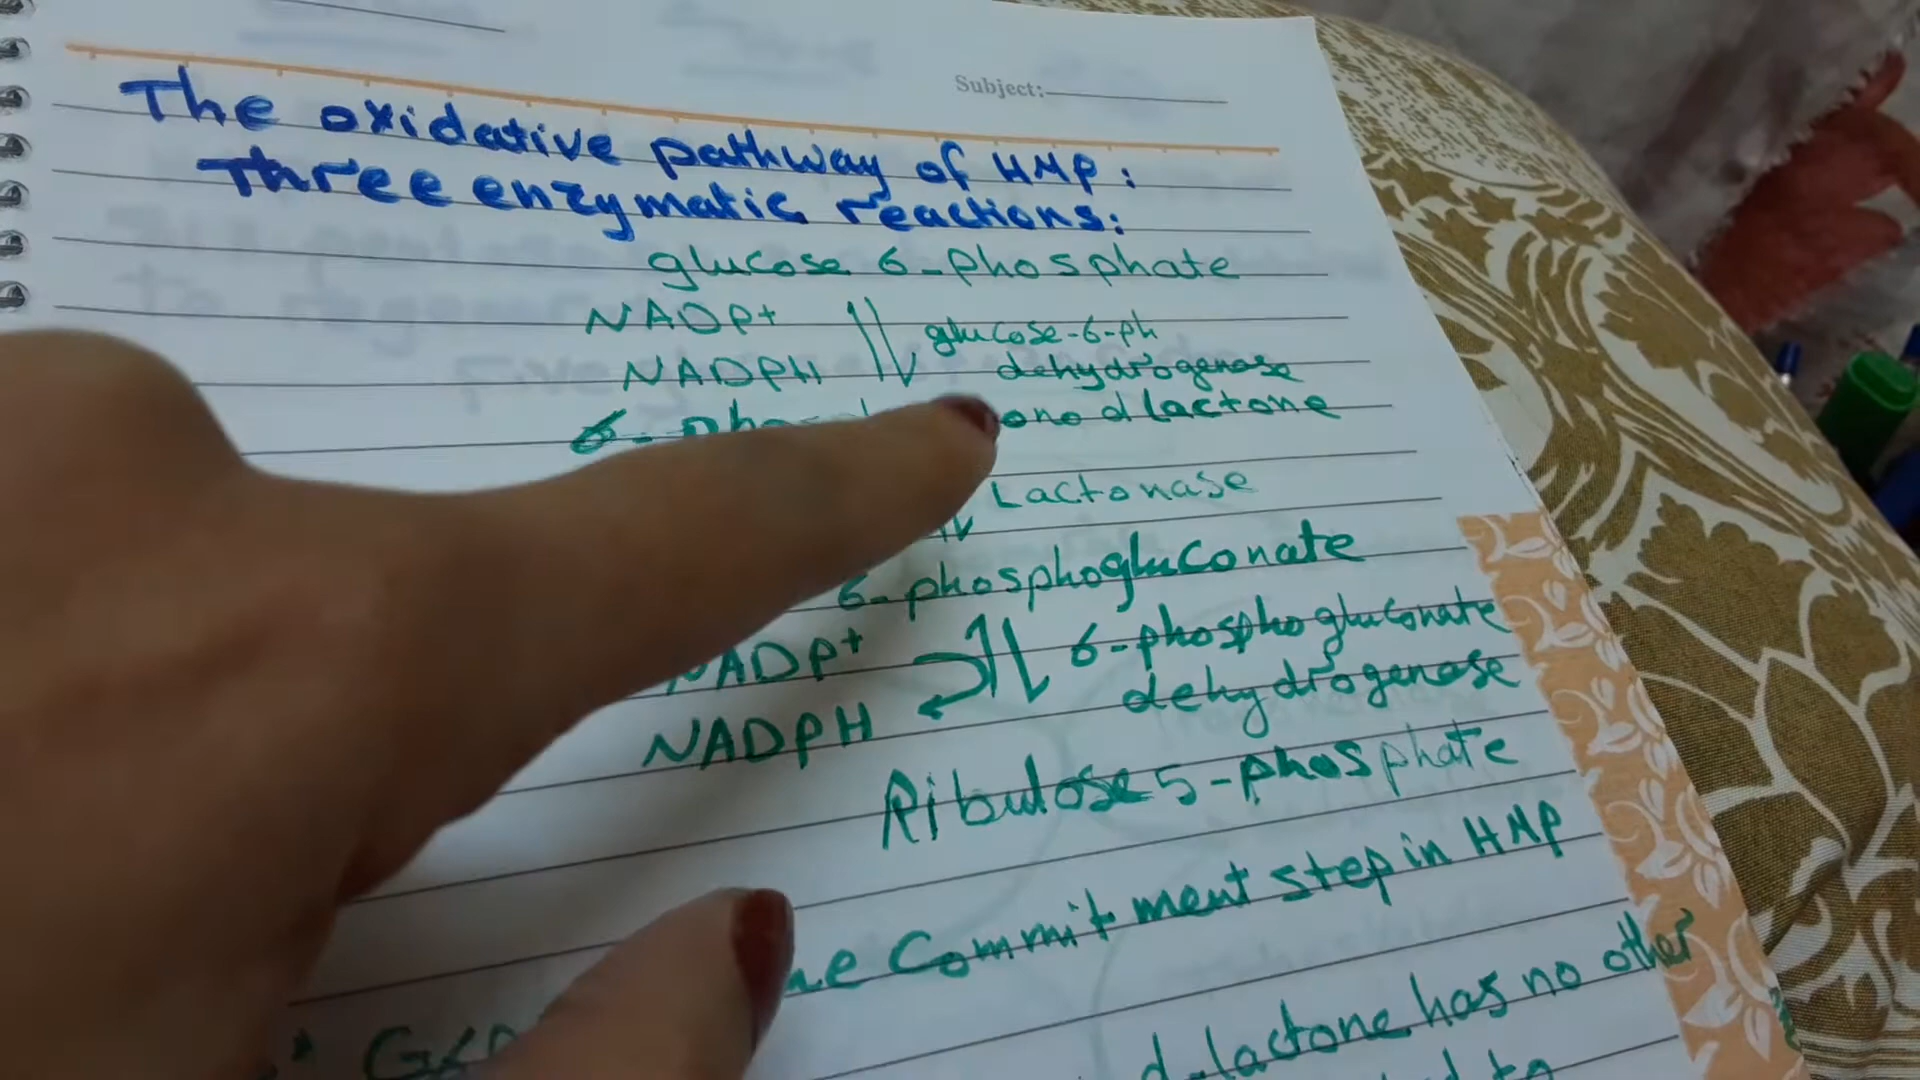 Subject:
The oxidative pathway of HMP:
Three enzymatic reactions:
glucose 6-phosphate
NADP+
glucose-6-ph
NADPH
dehydrogenase
6-
d lactone
Lactonase
6-phosphogluconate
NADP+
6-phosphogluconate
dehydrogenase
NADPH
Ribulose 5-phosphate
Commitment step in HMP
d-lactone has no other
to